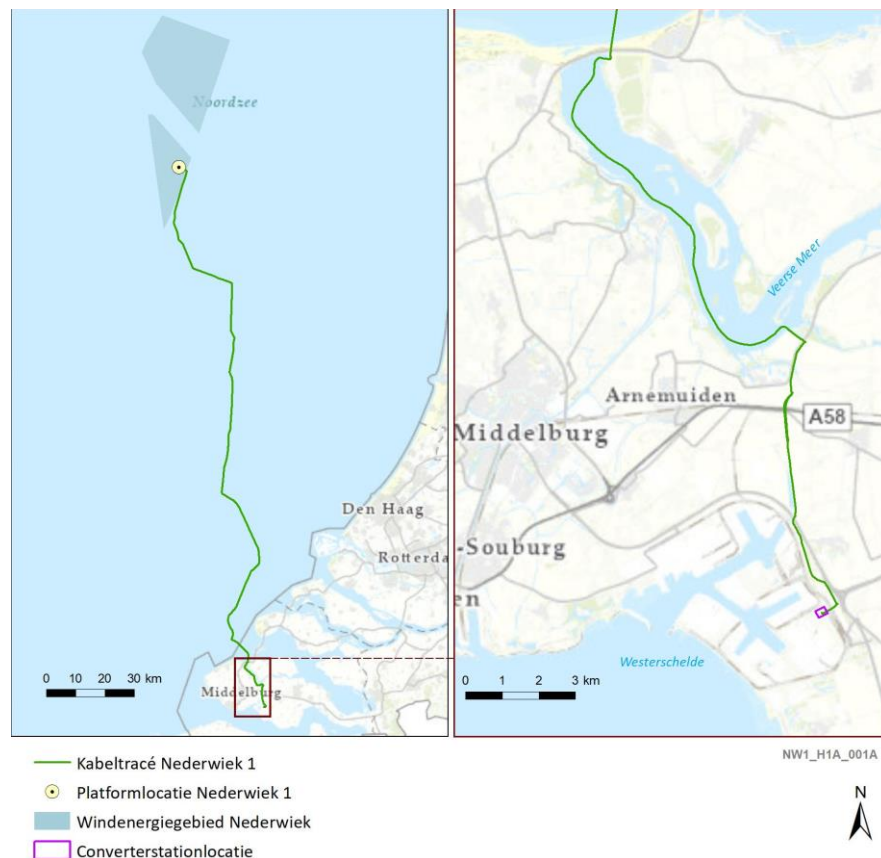 Noordzee
Den Haag
Rotterda
Middelburg
0 10 20 30 km
Veerse Meer
Arnemuiden
A58
Middelburg
-Souburg
en
Westerschelde
0 1 2 3 km
NW1_H1A_001A
Kabeltracé Nederwiek 1
Platformlocatie Nederwiek 1
Windenergiegebied Nederwiek
Converterstationlocatie
N